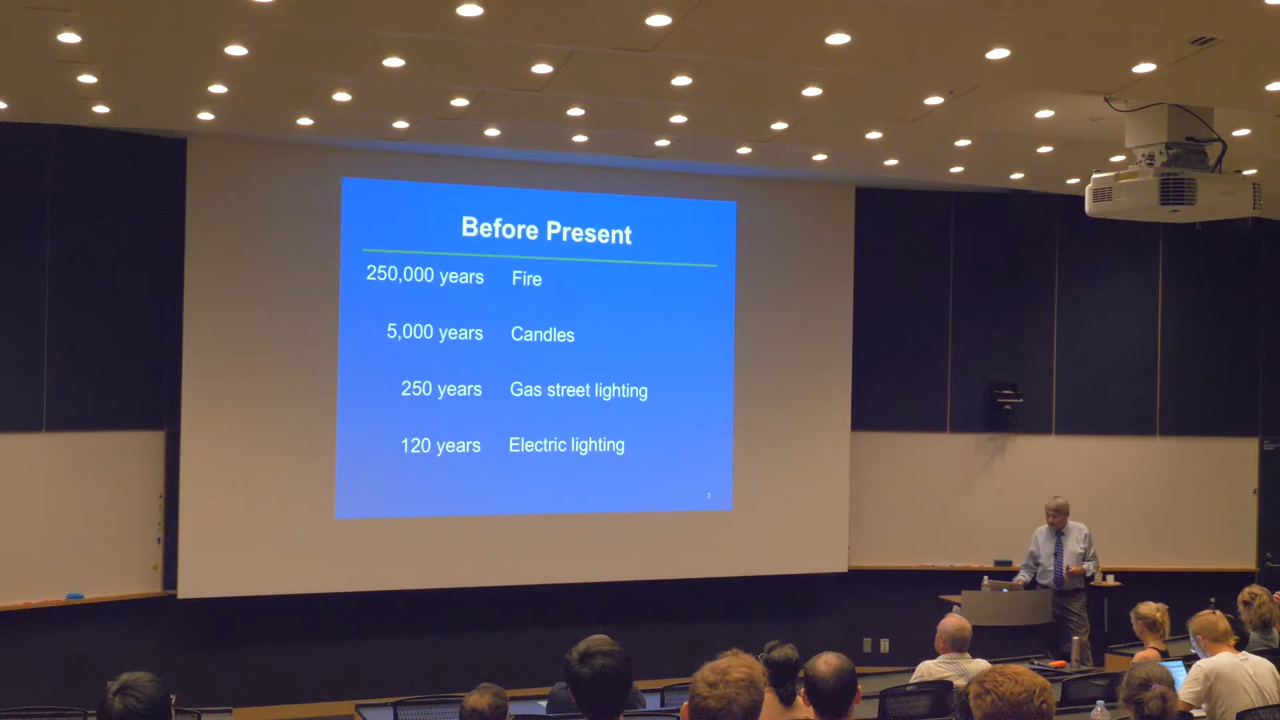 Before Present
250,000 years Fire
5,000 years Candles
250 years Gas street lighting
120 years Electric lighting